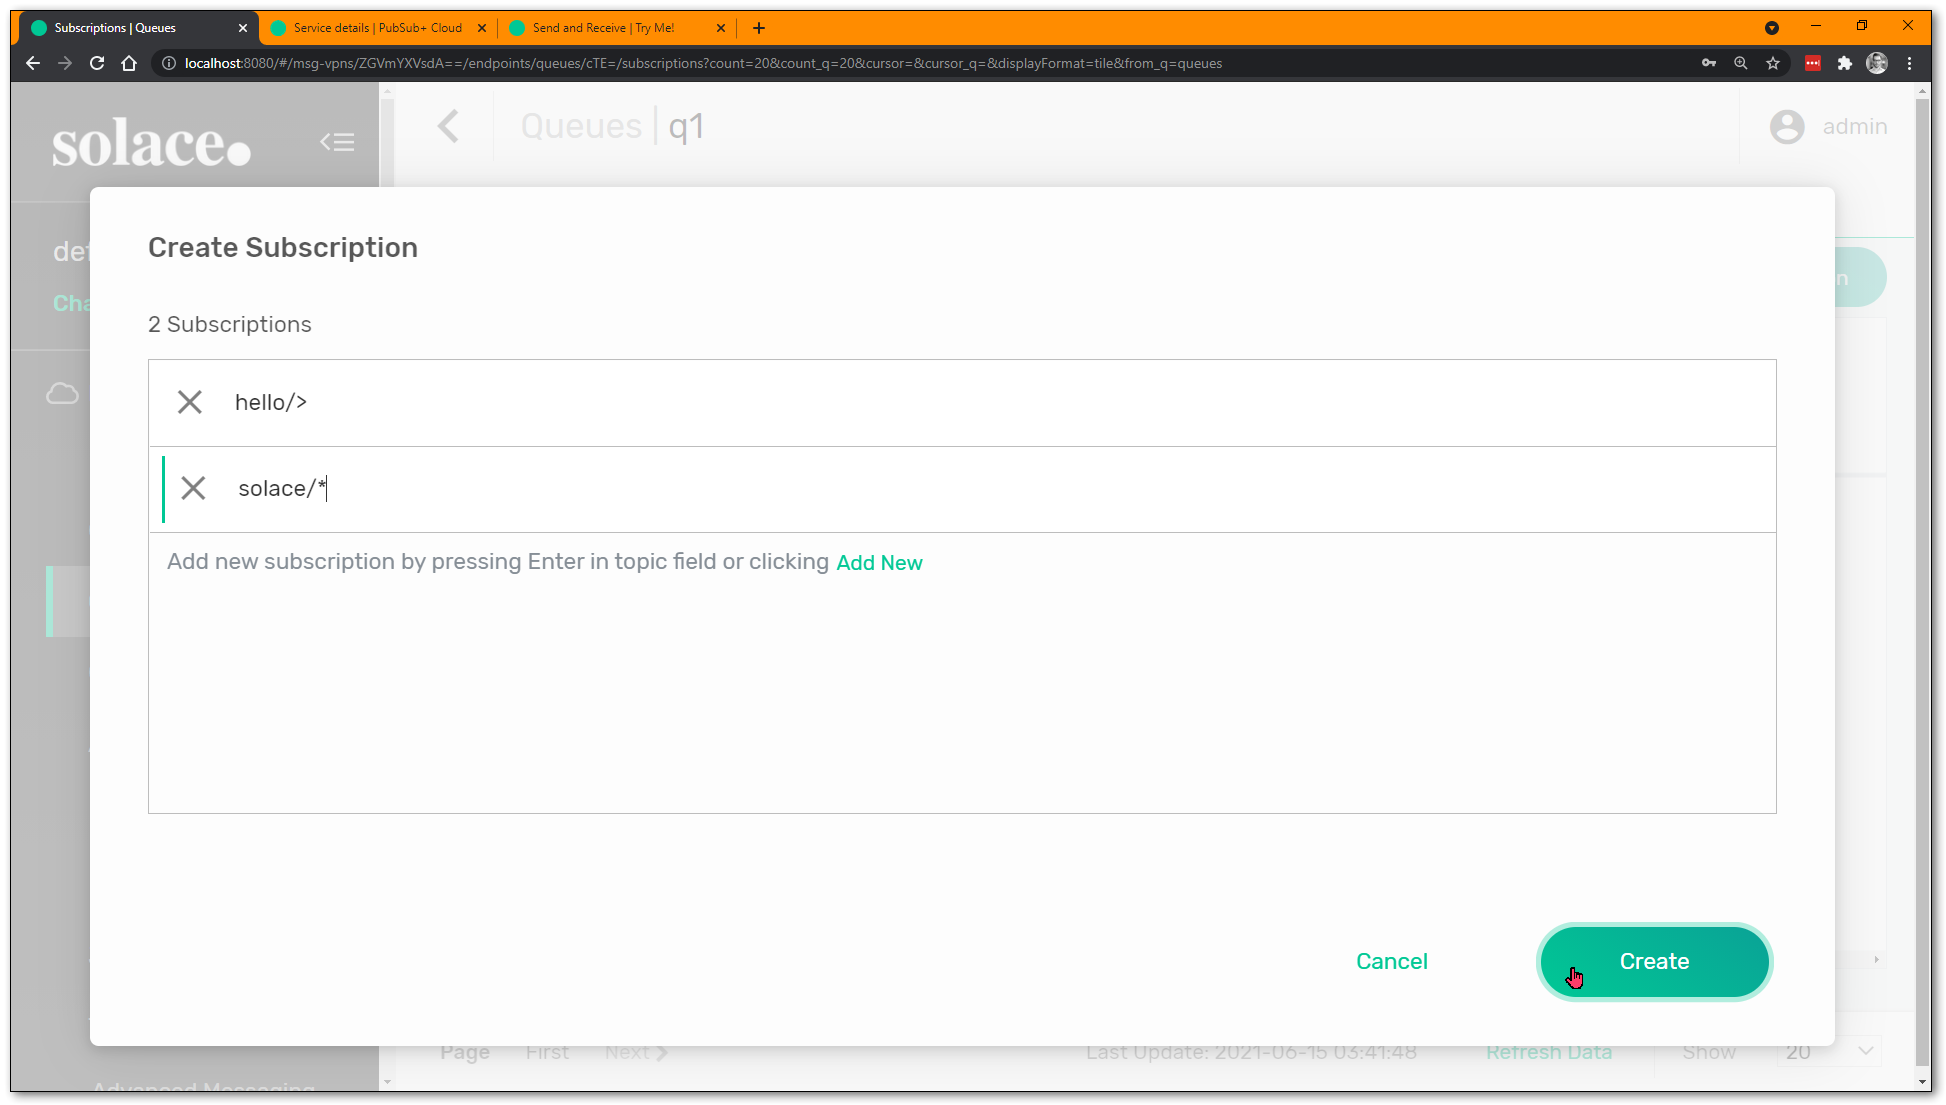 Subscriptions | Queues
Service details | PubSub+ Cloud
Send and Receive | Try Me!
localhost:8080/#/msg-vpns/ZGVmYXVsdA==/endpoints/queues/cTE=/subscriptions?count=20&count_q=20&cursor=&cursor_q=&displayFormat=tile&from_q=queues
solace.
Queues | q1
admin
def
Cha
n
Create Subscription
2 Subscriptions
hello/>
solace/*
Add new subscription by pressing Enter in topic field or clicking Add New
Cancel
Create
Page First Next
Last Update: 2021-06-15 03:41:48
Refresh Data
Show 20
Advanced Messaging